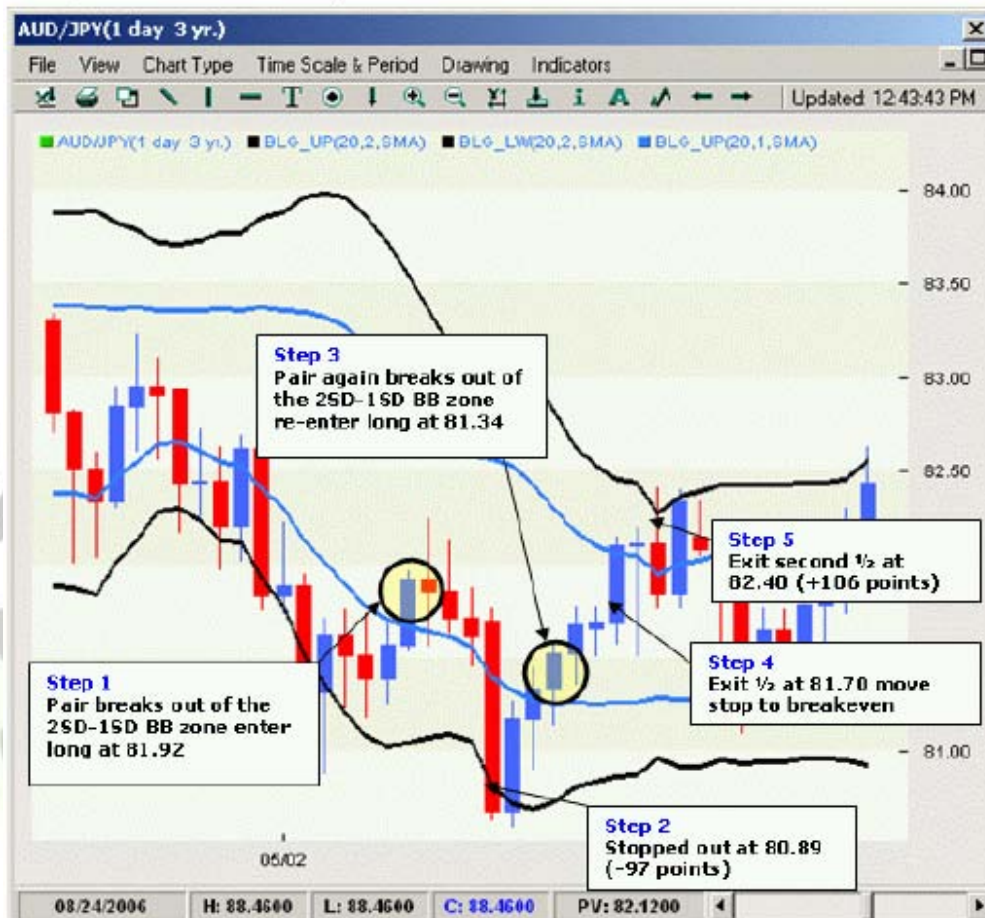 AUD/JPY(1 day 3 yr.)
File View Chart Type Time Scale & Period Drawing Indicators
T i A Updated: 12:43:43 PM
AUD/JPY(1 day 3 yr.) BLG_UP(20,2,SMA) BLG_LW(20,2,SMA) BLG_UP(20,1,SMA)
84.00
83.50
83.00
82.50
81.00
Step 3
Pair again breaks out of
the 2SD-1SD BB zone
re-enter long at 81.34
Step 5
Exit second ½ at
82.40 (+106 points)
Step 1
Pair breaks out of the
2SD-1SD BB zone enter
long at 81.92
Step 4
Exit ½ at 81.70 move
stop to breakeven
Step 2
Stopped out at 80.89
(-97 points)
05/02
08/24/2006 H: 88.4600 L: 88.4600 C: 88.4600 PV: 82.1200